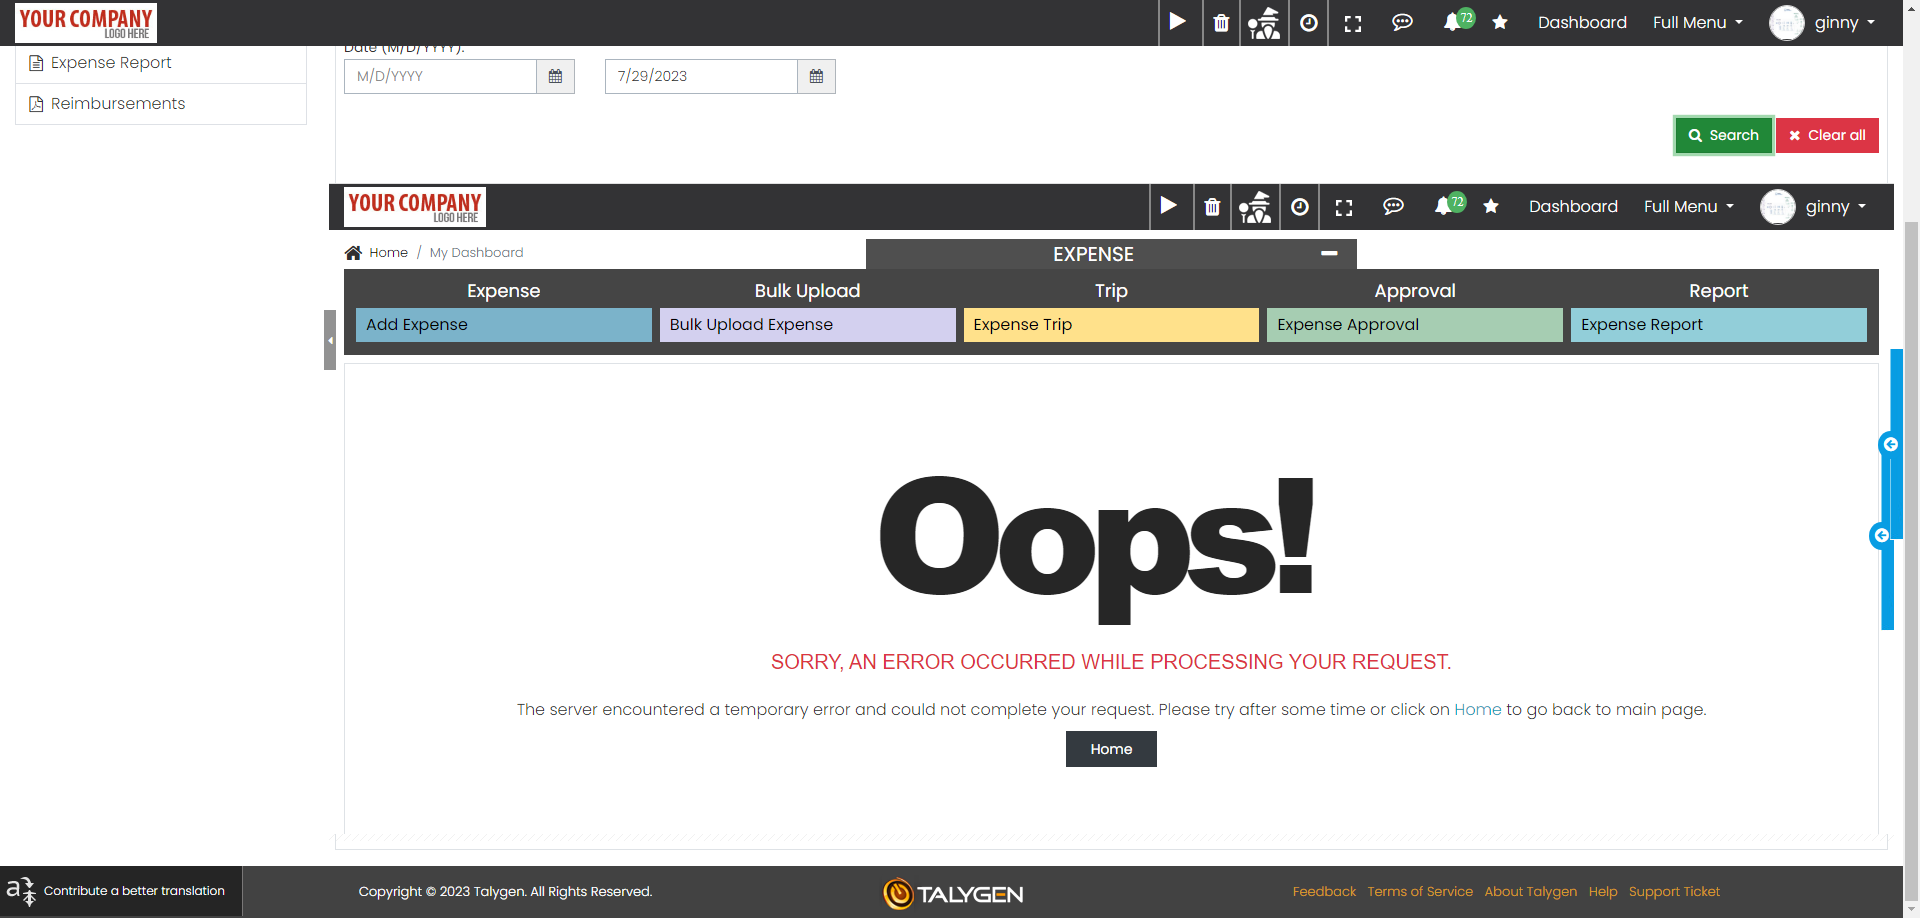 YOUR COMPANY
LOGO HERE
72
Dashboard
Full Menu
ginny
Expense Report
Reimbursements
Date (M/D/YYYY):
M/D/YYYY
7/29/2023
Search
Clear all
YOUR COMPANY
LOGO HERE
72
Dashboard
Full Menu
ginny
Home / My Dashboard
EXPENSE
Expense
Bulk Upload
Trip
Approval
Report
Add Expense
Bulk Upload Expense
Expense Trip
Expense Approval
Expense Report
Oops!
SORRY, AN ERROR OCCURRED WHILE PROCESSING YOUR REQUEST.
The server encountered a temporary error and could not complete your request. Please try after some time or click on Home to go back to main page.
Home
Contribute a better translation
Copyright © 2023 Talygen. All Rights Reserved.
TALYGEN
Feedback
Terms of Service
About Talygen
Help
Support Ticket